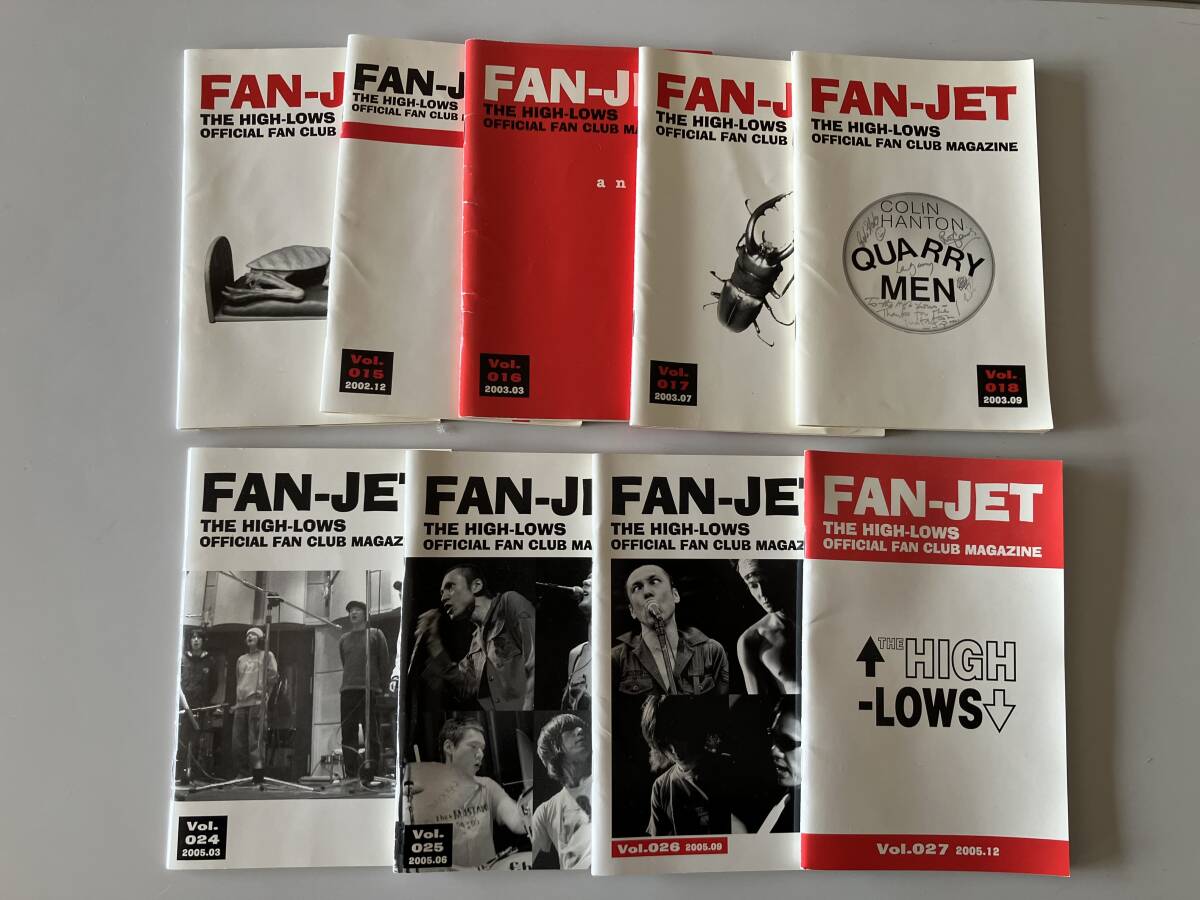 FAN-J
THE HIGH-LOWS
OFFICIAL FAN CLUB
FAN-J
THE HIGH-LOWS
OFFICIAL FAN CLUB M
Vol.
015
2002.12
FAN-J
THE HIGH-LOWS
OFFICIAL FAN CLUB MA
an
Vol.
016
2003.03
FAN-J
THE HIGH-LOWS
OFFICIAL FAN CLUB
Vol.
017
2003.07
FAN-JET
THE HIGH-LOWS
OFFICIAL FAN CLUB MAGAZINE
COLIN
HANTON
QUARRY
MEN
Vol.
018
2003.09
FAN-JET
THE HIGH-LOWS
OFFICIAL FAN CLUB MAGAZ
Vol.
024
2005.03
FAN-JE
THE HIGH-LOWS
OFFICIAL FAN CLUB MAGAZ
Vol.
025
2005.06
FAN-JET
THE HIGH-LOWS
OFFICIAL FAN CLUB MAGAZ
Vol.026 2005.09
FAN-JET
THE HIGH-LOWS
OFFICIAL FAN CLUB MAGAZINE
THE HIGH
-LOWS
Vol.027 2005.12